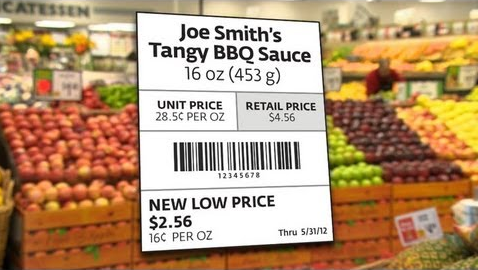 ICATESSEN
Joe Smith's
Tangy BBQ Sauce
16 oz (453 g)
UNIT PRICE
28.5¢ PER OZ
RETAIL PRICE
$4.56
12345678
NEW LOW PRICE
$2.56
16¢ PER OZ
Thru 5/31/12